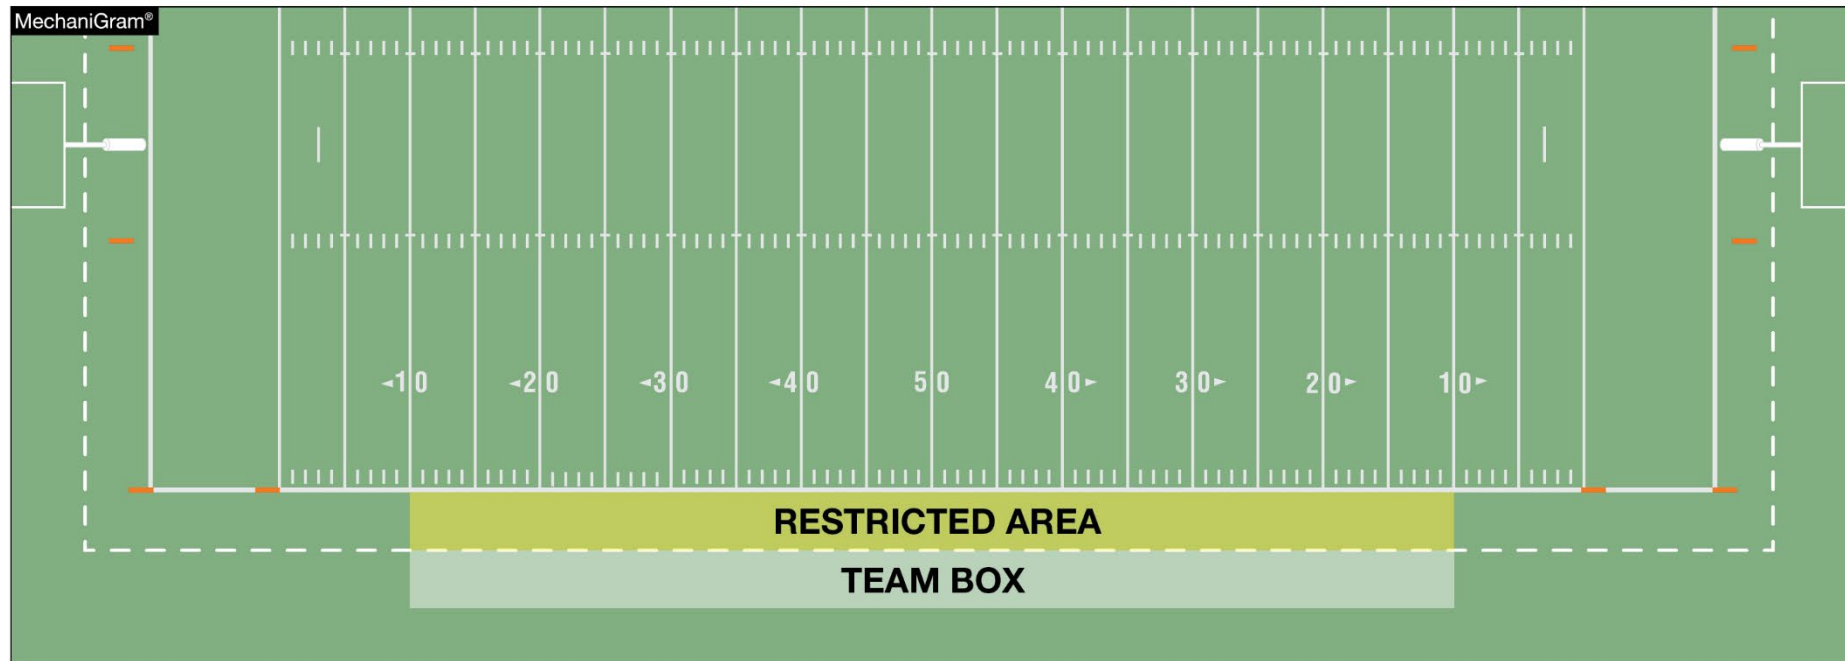 MechaniGram®
◄10 ◄20 ◄30 ◄40 50 40► 30► 20► 10►
RESTRICTED AREA
TEAM BOX